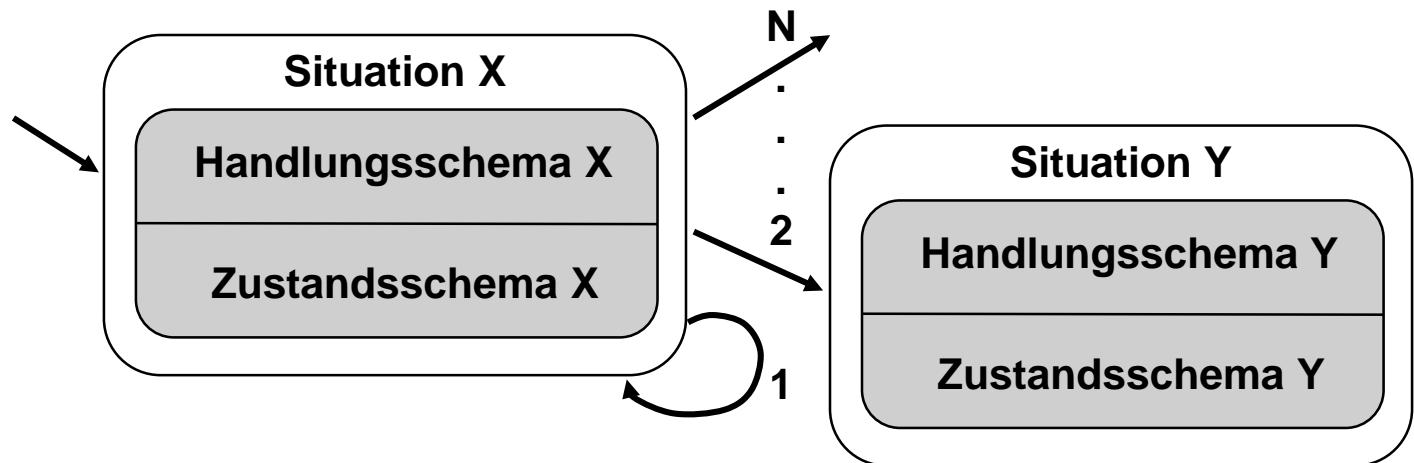 Situation X
Handlungsschema X
Zustandsschema X
N
.
.
.
2
1
Situation Y
Handlungsschema Y
Zustandsschema Y